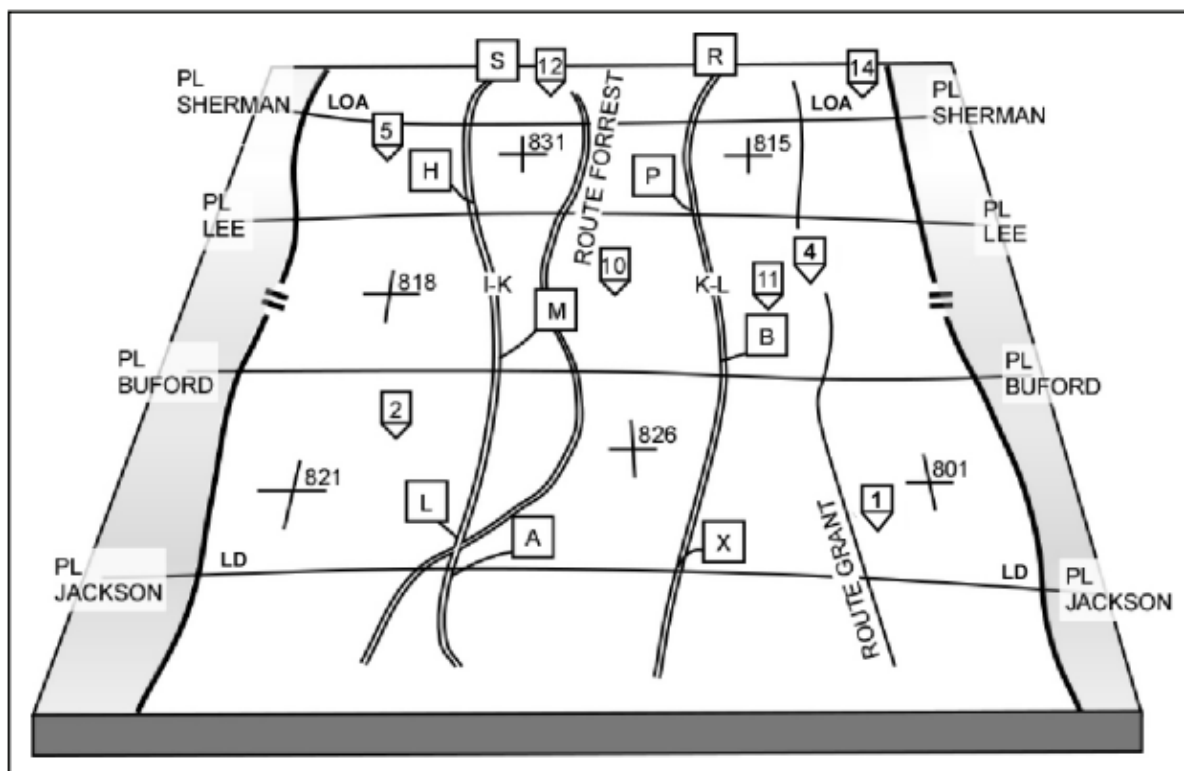 S
12
R
14
PL
SHERMAN
LOA
LOA
PL
SHERMAN
5
831
ROUTE FORREST
815
H
P
PL
LEE
PL
LEE
4
10
11
818
I-K
K-L
M
B
PL
BUFORD
PL
BUFORD
2
826
821
801
L
1
A
X
PL
JACKSON
LD
ROUTE GRANT
LD
PL
JACKSON